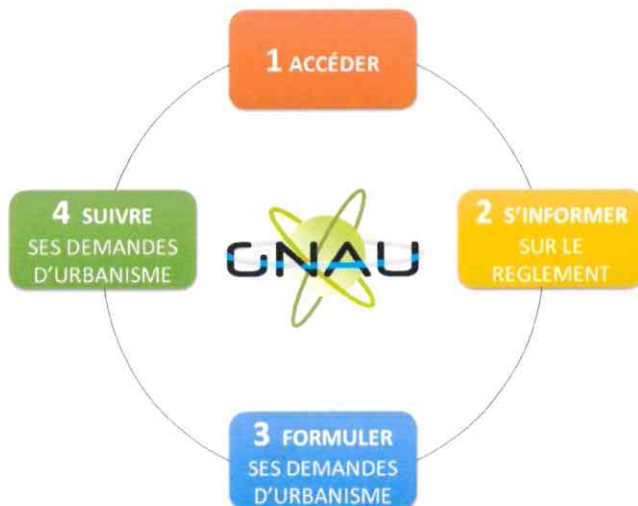 1 ACCÉDER
4 SUIVRE
SES DEMANDES
D'URBANISME
GNAU
2 S'INFORMER
SUR LE
REGLEMENT
3 FORMULER
SES DEMANDES
D'URBANISME